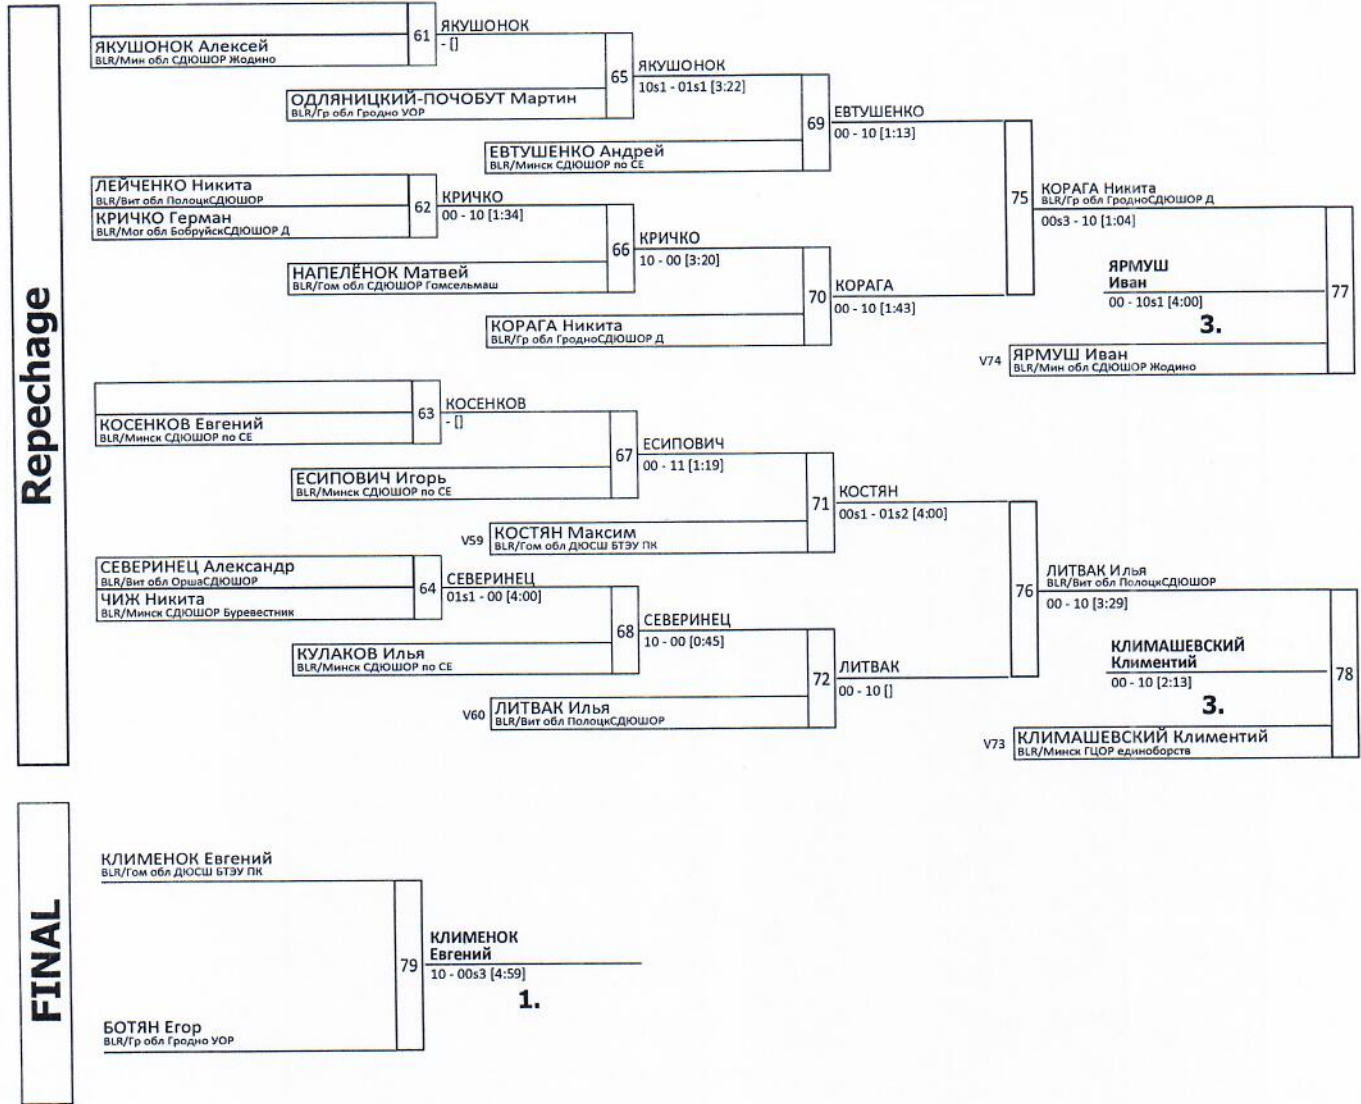 Repechage
ЯКУШОНОК Алексей
BLR/Мин обл СДЮШОР Жодино
61
ЯКУШОНОК
- []
ОДЛЯНИЦКИЙ-ПОЧОБУТ Мартин
BLR/Гр обл Гродно УОР
65
ЯКУШОНОК
10s1 - 01s1 [3:22]
ЕВТУШЕНКО Андрей
BLR/Минск СДЮШОР по СЕ
69
ЕВТУШЕНКО
00 - 10 [1:13]
ЛЕЙЧЕНКО Никита
BLR/Вит обл ПолоцкСДЮШОР
КРИЧКО Герман
BLR/Мог обл БобруйскСДЮШОР Д
62
КРИЧКО
00 - 10 [1:34]
НАПЕЛЁНОК Матвей
BLR/Гом обл СДЮШОР Гомсельмаш
66
КРИЧКО
10 - 00 [3:20]
КОРАГА Никита
BLR/Гр обл ГродноСДЮШОР Д
70
КОРАГА
00 - 10 [1:43]
75
КОРАГА Никита
BLR/Гр обл ГродноСДЮШОР Д
00s3 - 10 [1:04]
ЯРМУШ
Иван
00 - 10s1 [4:00]
3.
77
V74
ЯРМУШ Иван
BLR/Мин обл СДЮШОР Жодино
КОСЕНКОВ Евгений
BLR/Минск СДЮШОР по СЕ
63
КОСЕНКОВ
- []
ЕСИПОВИЧ Игорь
BLR/Минск СДЮШОР по СЕ
67
ЕСИПОВИЧ
00 - 11 [1:19]
V59
КОСТЯН Максим
BLR/Гом обл ДЮСШ БТЭУ ПК
71
КОСТЯН
00s1 - 01s2 [4:00]
СЕВЕРИНЕЦ Александр
BLR/Вит обл ОршаСДЮШОР
ЧИЖ Никита
BLR/Минск СДЮШОР Буревестник
64
СЕВЕРИНЕЦ
01s1 - 00 [4:00]
КУЛАКОВ Илья
BLR/Минск СДЮШОР по СЕ
68
СЕВЕРИНЕЦ
10 - 00 [0:45]
V60
ЛИТВАК Илья
BLR/Вит обл ПолоцкСДЮШОР
72
ЛИТВАК
00 - 10 []
76
ЛИТВАК Илья
BLR/Вит обл ПолоцкСДЮШОР
00 - 10 [3:29]
КЛИМАШЕВСКИЙ
Климентий
00 - 10 [2:13]
3.
78
V73
КЛИМАШЕВСКИЙ Климентий
BLR/Минск ГЦОР единоборств
FINAL
КЛИМЕНОК Евгений
BLR/Гом обл ДЮСШ БТЭУ ПК
79
КЛИМЕНОК
Евгений
10 - 00s3 [4:59]
1.
БОТЯН Егор
BLR/Гр обл Гродно УОР